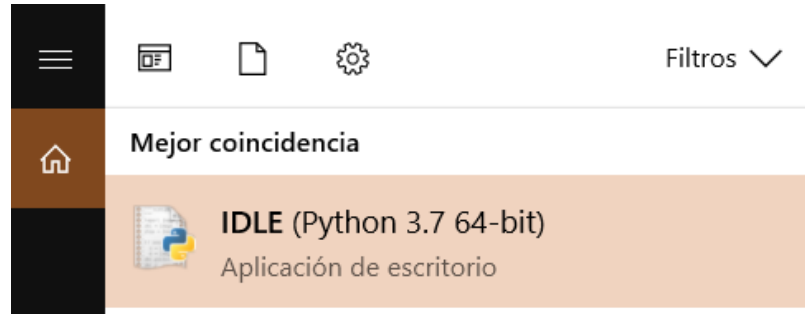 Filtros
Mejor coincidencia
IDLE (Python 3.7 64-bit)
Aplicación de escritorio